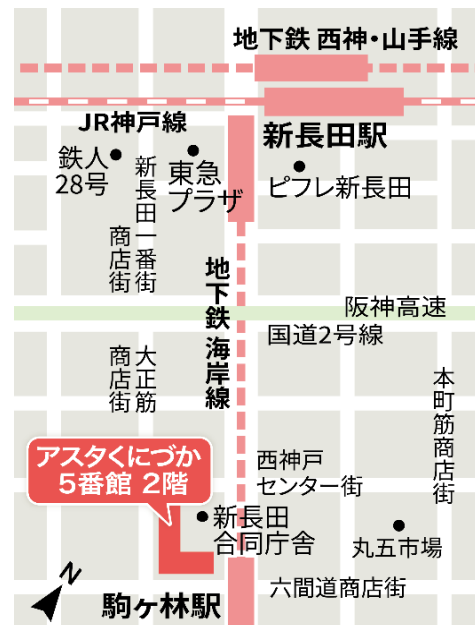 地下鉄 西神・山手線
JR神戸線
新長田駅
鉄人
28号
新長田一番街
商店街
東急
プラザ
ピフレ新長田
地下鉄 海岸線
阪神高速
国道2号線
大正筋
商店街
本町筋商店街
アスタくにづか
5番館 2階
西神戸
センター街
新長田
合同庁舎
丸五市場
六間道商店街
駒ヶ林駅
N